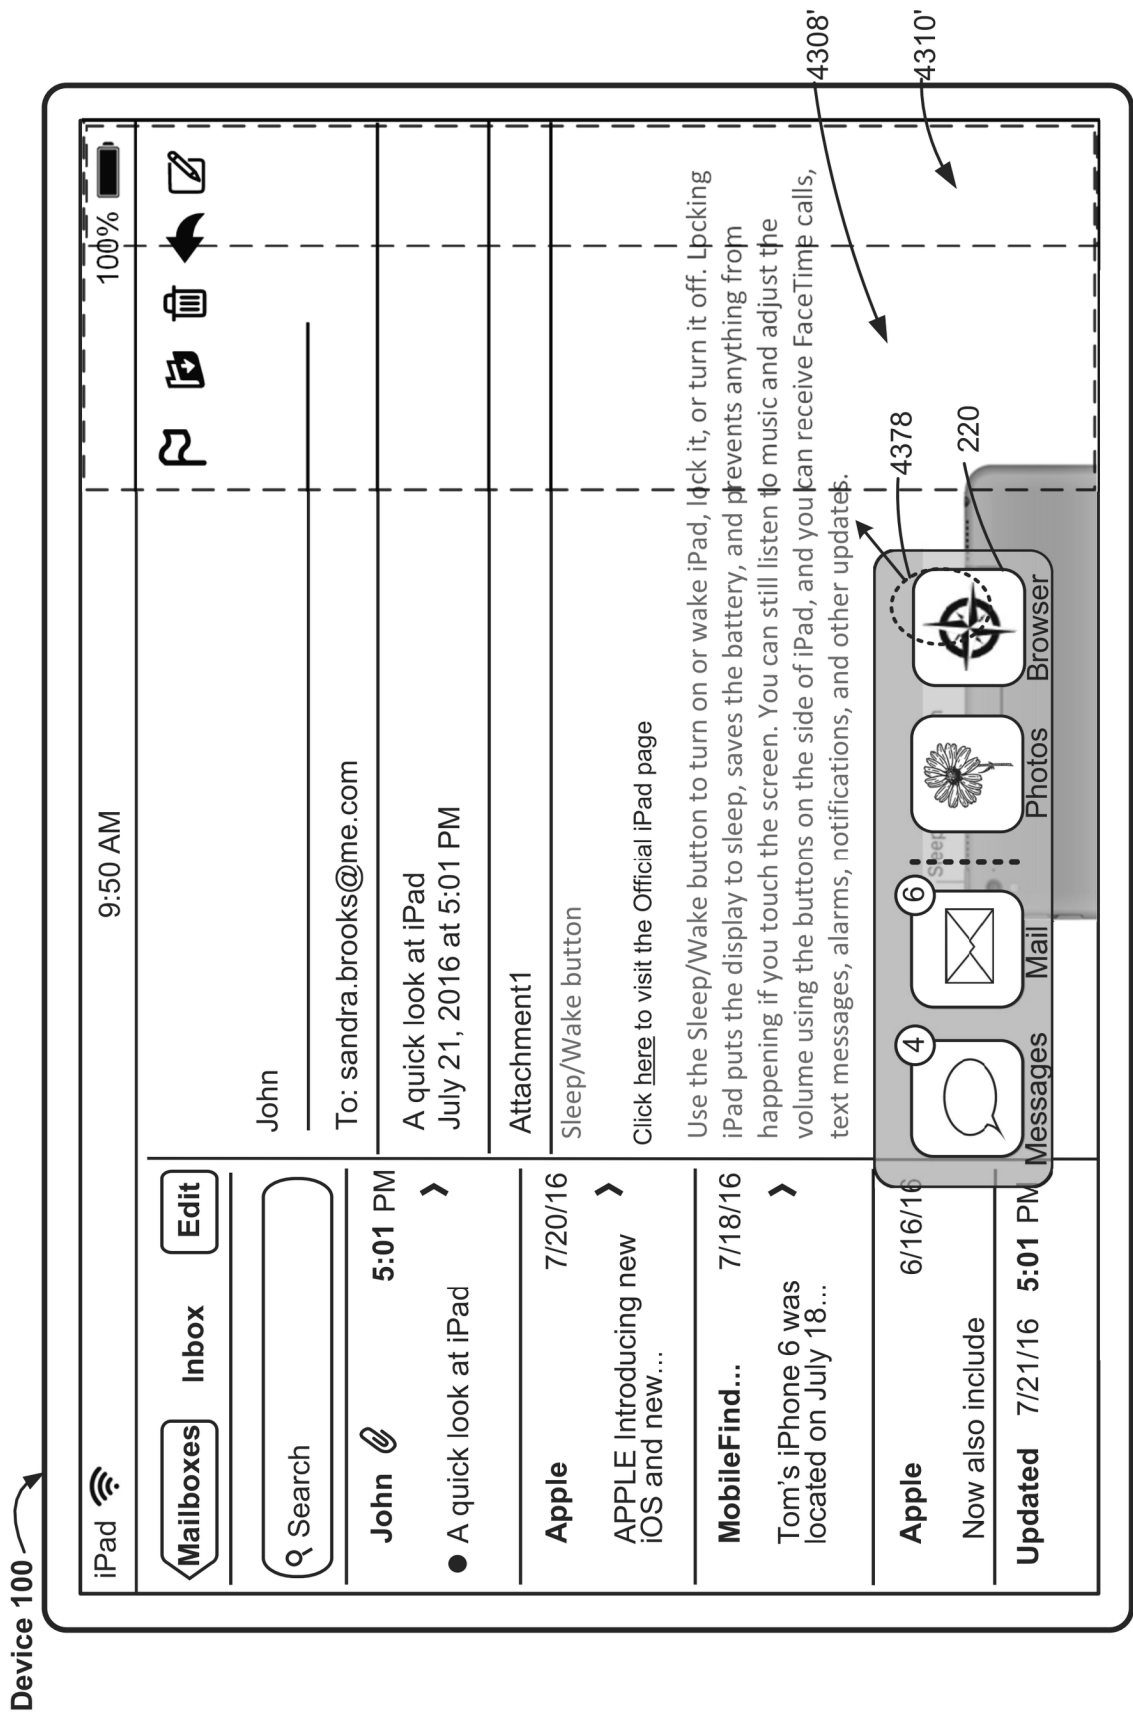 Device 100
iPad
9:50 AM
100%
Mailboxes
Inbox
Edit
Search
John
5:01 PM
A quick look at iPad
Apple
7/20/16
APPLE Introducing new
iOS and new...
MobileFind...
7/18/16
Tom's iPhone 6 was
located on July 18...
Apple
6/16/16
Now also include
Updated 7/21/16 5:01 PM
John
To: sandra.brooks@me.com
A quick look at iPad
July 21, 2016 at 5:01 PM
Attachment1
Sleep/Wake button
Click here to visit the Official iPad page
Use the Sleep/Wake button to turn on or wake iPad, lock it, or turn it off. Locking
iPad puts the display to sleep, saves the battery, and prevents anything from
happening if you touch the screen. You can still listen to music and adjust the
volume using the buttons on the side of iPad, and you can receive FaceTime calls,
text messages, alarms, notifications, and other updates.
4308'
4310'
4378
220
4
6
Sleep
Messages
Mail
Photos
Browser